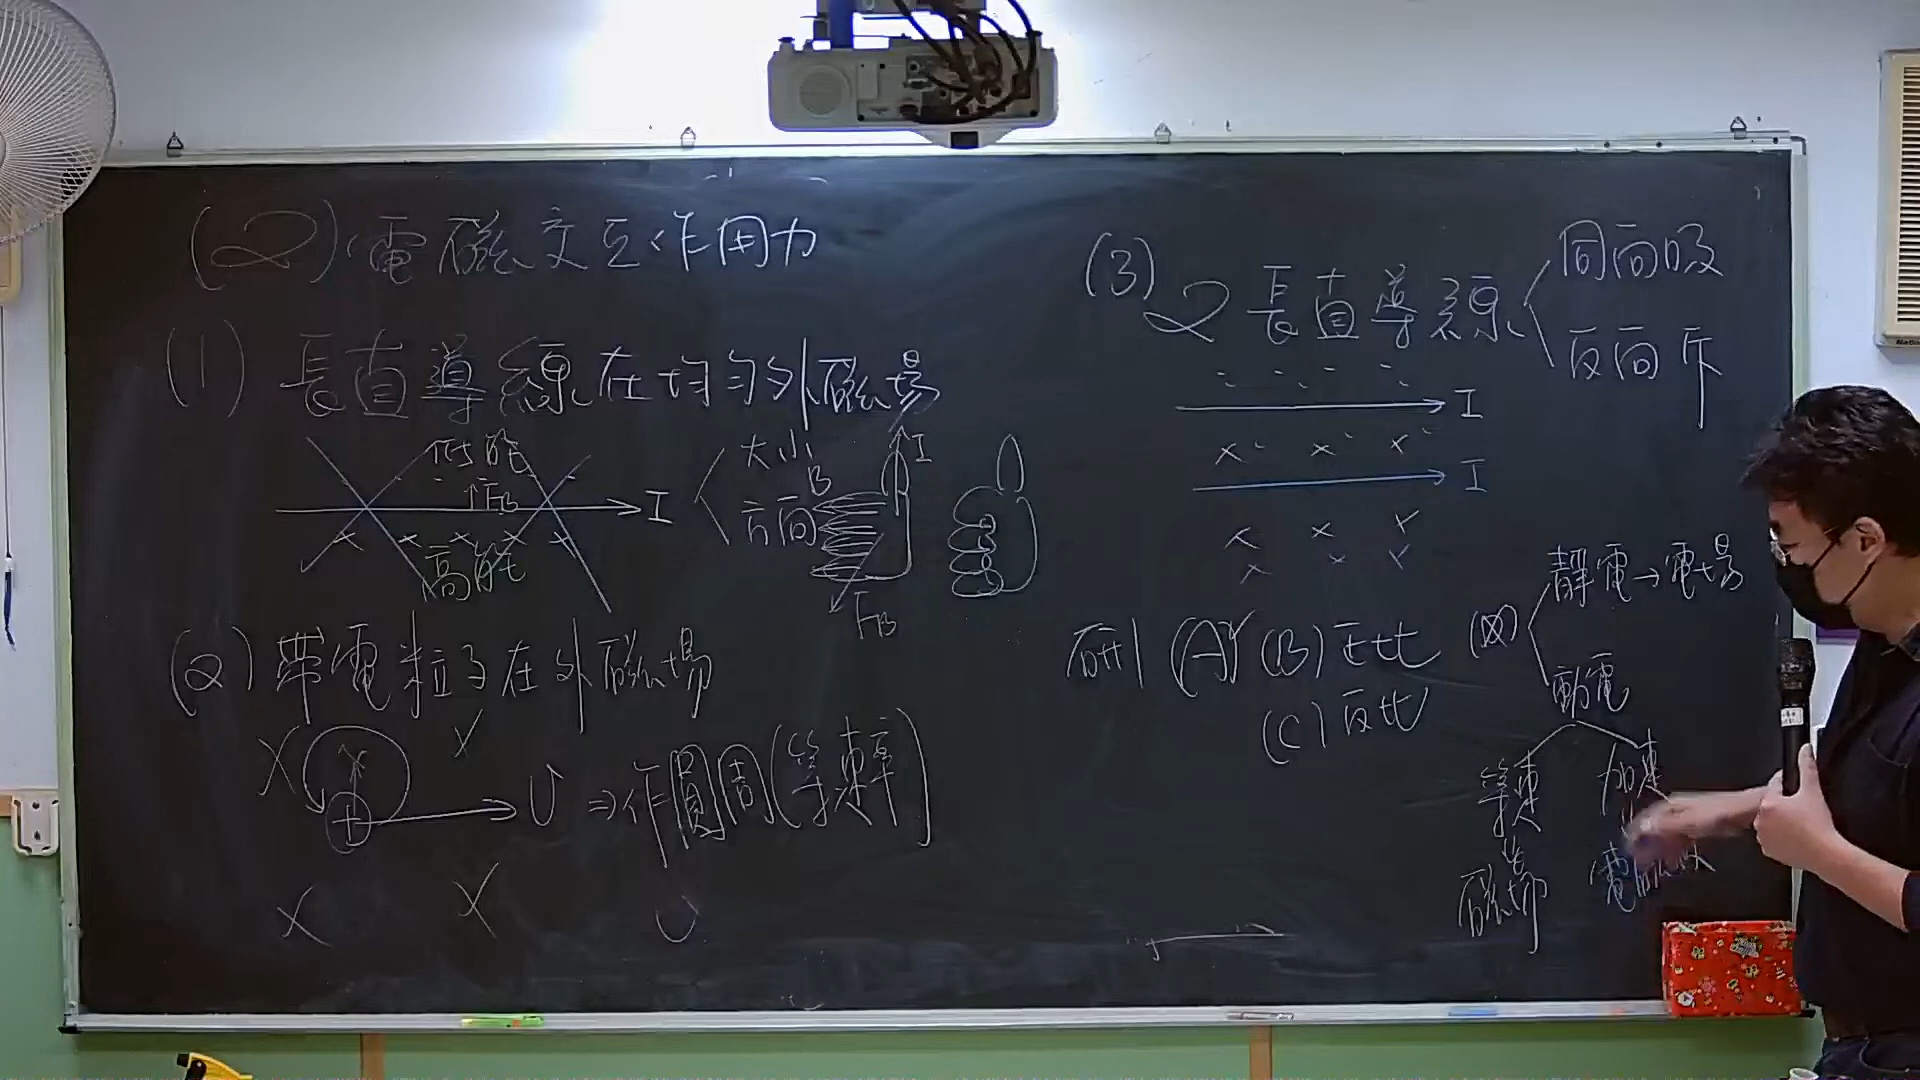 (2) 電磁交互作用力
(1) 長直導線在均勻外磁場
低能
↑FB
I
高能
大小
方向
B
I
FB
(2) 帶電粒子在外磁場
X
X
+
→ υ ⇒ 作圓周(等速率)
X
X
υ
(3) 2長直導線
同向吸
反向斥
I
x x x
I
x x x
x x x
研1 (A) (B) 正比
(C) 反比
(D)
靜電→電場
動電
等速
磁場
加速
電磁波